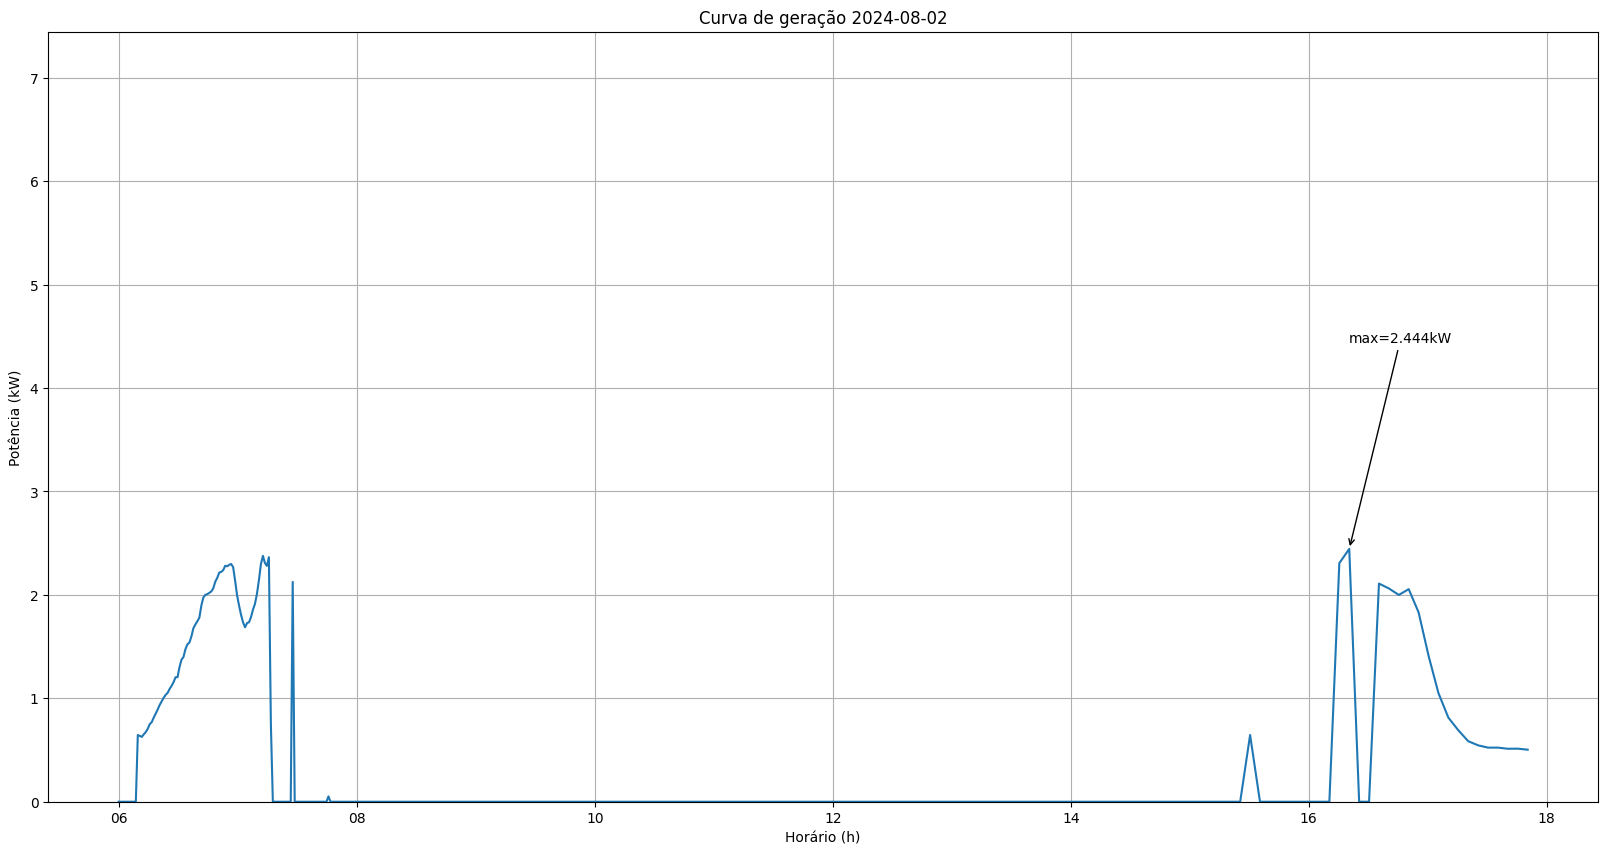 Curva de geração 2024-08-02
7
6
5
4
3
2
1
0
Potência (kW)
max=2.444kW
06 08 10 12 14 16 18
Horário (h)